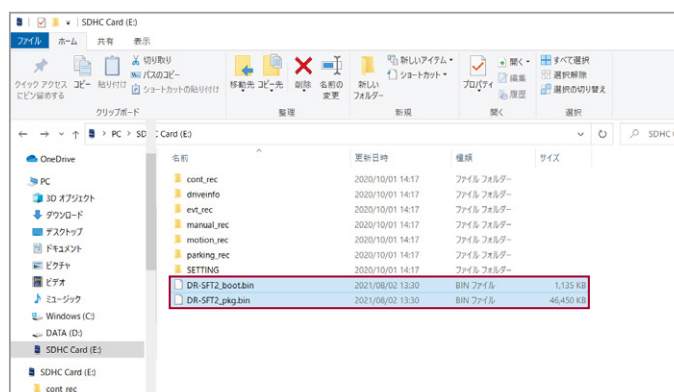 SDHC Card (E:)
ファイル ホーム 共有 表示
クイック アクセス
にピン留めする
コピー
貼り付け
切り取り
パスのコピー
ショートカットの貼り付け
クリップボード
移動先
コピー先
削除
名前の
変更
整理
新しい
フォルダー
新しいアイテム
ショートカット
新規
プロパティ
開く
編集
履歴
開く
すべて選択
選択解除
選択の切り替え
選択
PC > SD
Card (E:)
SDHC
名前 更新日時 種類 サイズ
OneDrive
PC
3D オブジェクト
ダウンロード
デスクトップ
ドキュメント
ピクチャ
ビデオ
ミュージック
Windows (C:)
DATA (D:)
SDHC Card (E:)
SDHC Card (E:)
cont_rec
cont_rec 2020/10/01 14:17 ファイル フォルダー
driveinfo 2020/10/01 14:17 ファイル フォルダー
evt_rec 2020/10/01 14:17 ファイル フォルダー
manual_rec 2020/10/01 14:17 ファイル フォルダー
motion_rec 2020/10/01 14:17 ファイル フォルダー
parking_rec 2020/10/01 14:17 ファイル フォルダー
SETTING 2020/10/01 14:17 ファイル フォルダー
DR-SFT2_boot.bin 2021/08/02 13:30 BIN ファイル 1,135 KB
DR-SFT2_pkg.bin 2021/08/02 13:30 BIN ファイル 46,450 KB